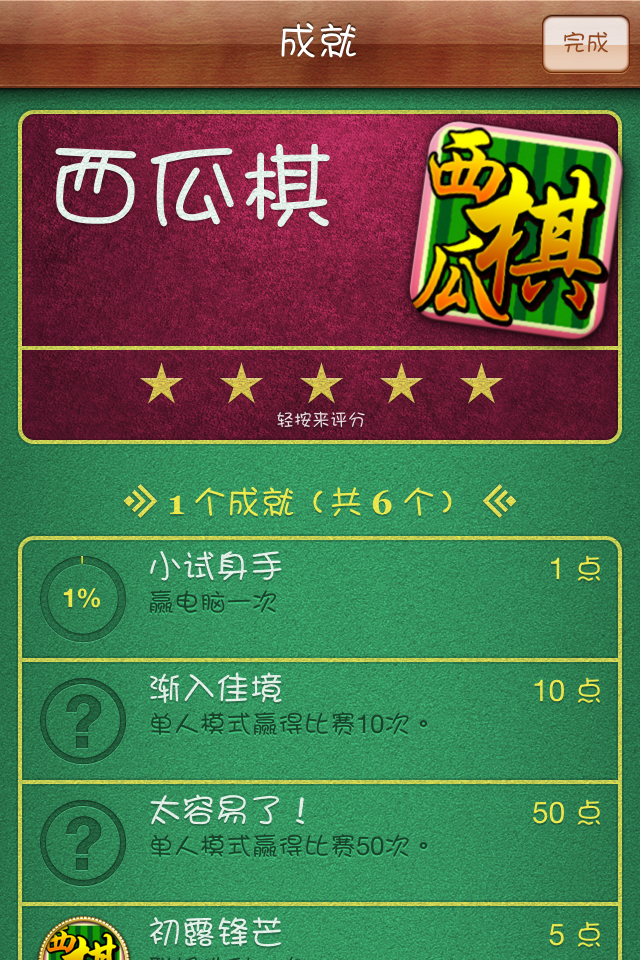 成就
完成
西瓜棋
西瓜棋
轻按来评分
1 个成就（共 6 个）
1%
小试身手
1 点
赢电脑一次
渐入佳境
10 点
单人模式赢得比赛10次。
太容易了！
50 点
单人模式赢得比赛50次。
初露锋芒
5 点
西棋